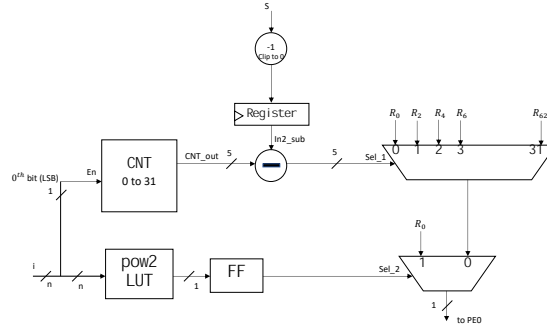 S
-1
Clip to 0
Register
In2_sub
R₀ R₂ R₄ R₆ R₆₂
0 1 2 3 31
CNT
0 to 31
CNT_out
5
5
Sel_1
0ᵗʰ bit (LSB)
En
1
R₀
1 0
i
n
n
pow2
LUT
1
FF
Sel_2
1
to PE0